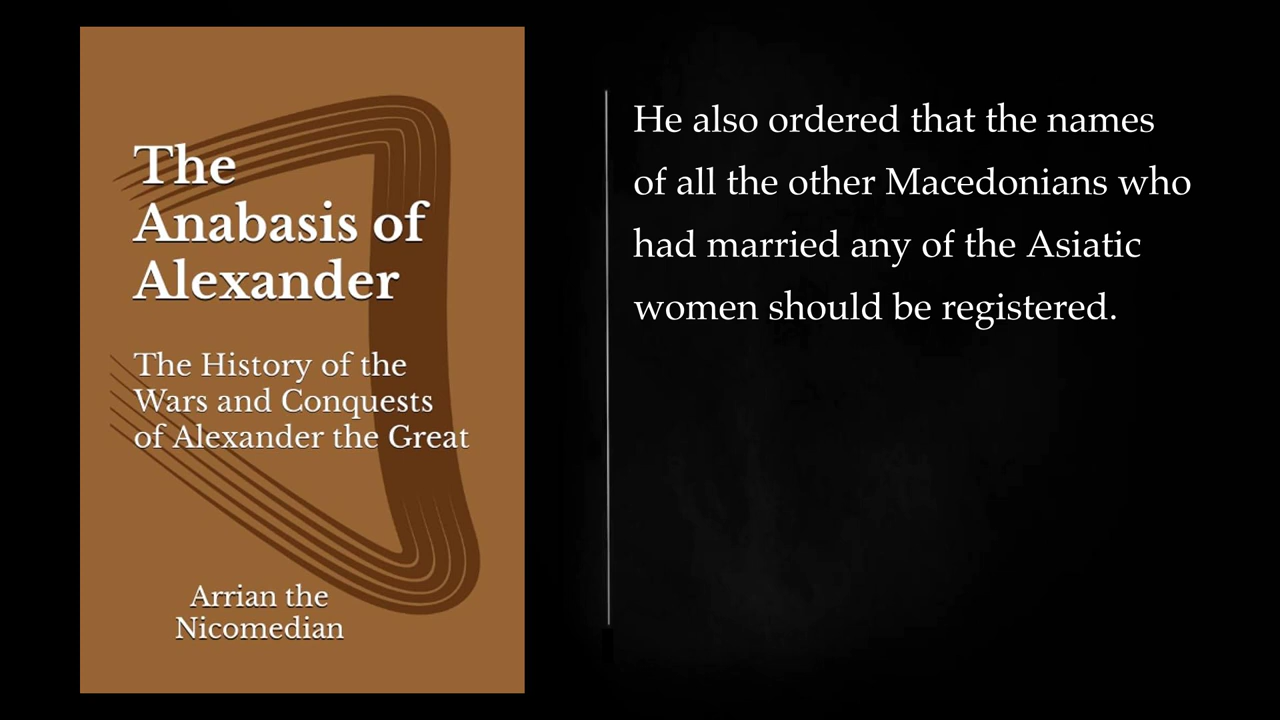 The
Anabasis of
Alexander
The History of the
Wars and Conquests
of Alexander the Great
Arrian the
Nicomedian
He also ordered that the names
of all the other Macedonians who
had married any of the Asiatic
women should be registered.